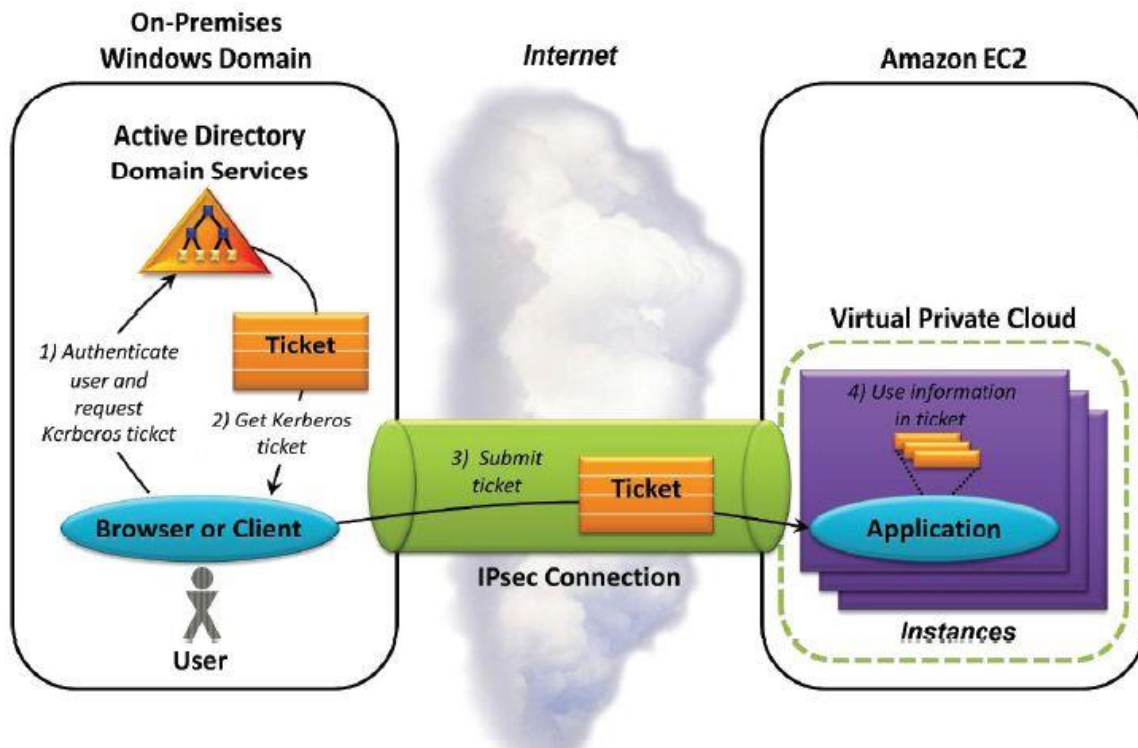 On-Premises
Windows Domain
Internet
Amazon EC2
Active Directory
Domain Services
Ticket
1) Authenticate
user and
request
Kerberos ticket
2) Get Kerberos
ticket
3) Submit
ticket
Ticket
Virtual Private Cloud
4) Use information
in ticket
Browser or Client
Application
IPsec Connection
Instances
User